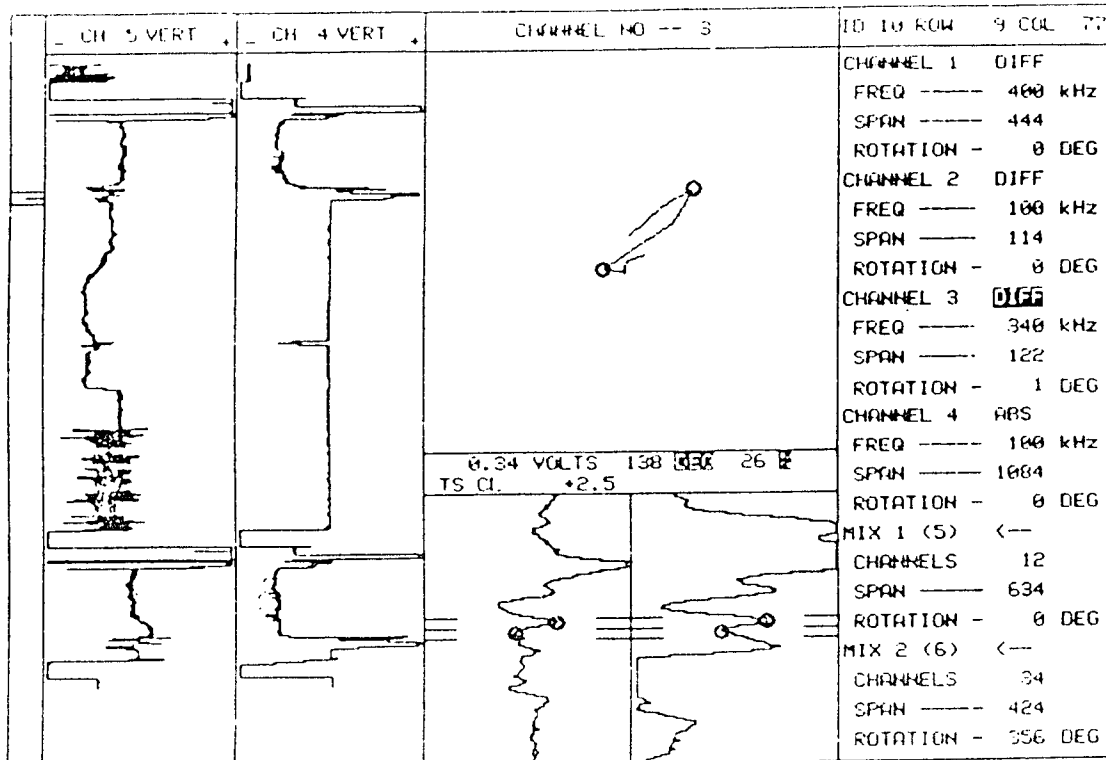 _ CH 5 VERT +
_ CH 4 VERT +
CHANNEL NO -- 3
ID 10 ROW 9 COL 77
CHANNEL 1 DIFF
FREQ ----- 400 kHz
SPAN ----- 444
ROTATION - 0 DEG
CHANNEL 2 DIFF
FREQ ----- 100 kHz
SPAN ----- 114
ROTATION - 0 DEG
CHANNEL 3 DIFF
FREQ ----- 340 kHz
SPAN ----- 122
ROTATION - 1 DEG
CHANNEL 4 ABS
FREQ ----- 100 kHz
SPAN ----- 1084
ROTATION - 0 DEG
MIX 1 (5) <--
CHANNELS 12
SPAN ----- 634
ROTATION - 0 DEG
MIX 2 (6) <--
CHANNELS 34
SPAN ----- 424
ROTATION - 356 DEG
0.34 VOLTS 138 DEG 26
TS CL +2.5